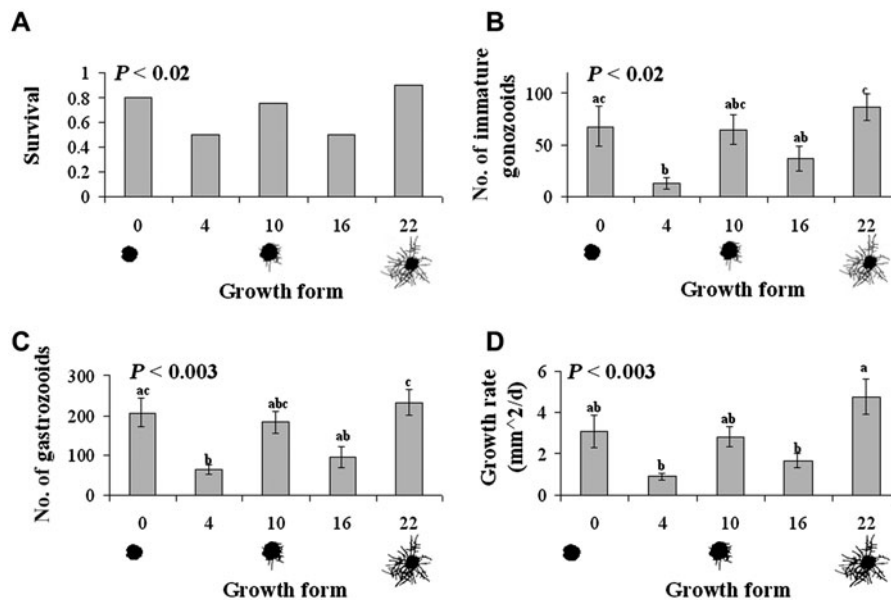 A
P < 0.02
Survival
1
0.8
0.6
0.4
0.2
0
0 4 10 16 22
Growth form
B
P < 0.02
No. of immature
gonozooids
100
50
0
ac b abc ab c
0 4 10 16 22
Growth form
C
P < 0.003
No. of gastrozooids
300
200
100
0
ac b abc ab c
0 4 10 16 22
Growth form
D
P < 0.003
Growth rate
(mm^2/d)
6
4
2
0
ab b ab b a
0 4 10 16 22
Growth form